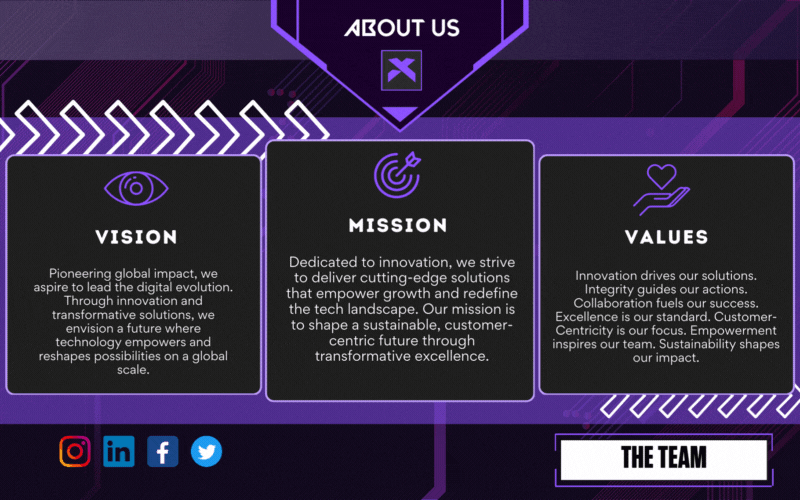 ABOUT US
VISION
Pioneering global impact, we
aspire to lead the digital evolution.
Through innovation and
transformative solutions, we
envision a future where
technology empowers and
reshapes possibilities on a global
scale.
MISSION
Dedicated to innovation, we strive
to deliver cutting-edge solutions
that empower growth and redefine
the tech landscape. Our mission is
to shape a sustainable, customer-
centric future through
transformative excellence.
VALUES
Innovation drives our solutions.
Integrity guides our actions.
Collaboration fuels our success.
Excellence is our standard. Customer-
Centricity is our focus. Empowerment
inspires our team. Sustainability shapes
our impact.
in
f
THE TEAM